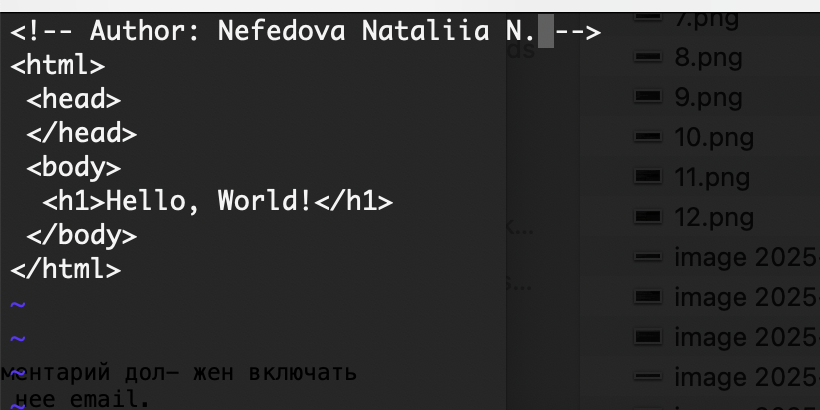 <!-- Author: Nefedova Nataliia N. -->
<html>
 <head>
 </head>
 <body>
  <h1>Hello, World!</h1>
 </body>
</html>
~
~
~
~
ментарий дол- жен включать
нее email.
ds
к...
s...
7.png
8.png
9.png
10.png
11.png
12.png
image 2025
image 2025
image 2025
image 2025